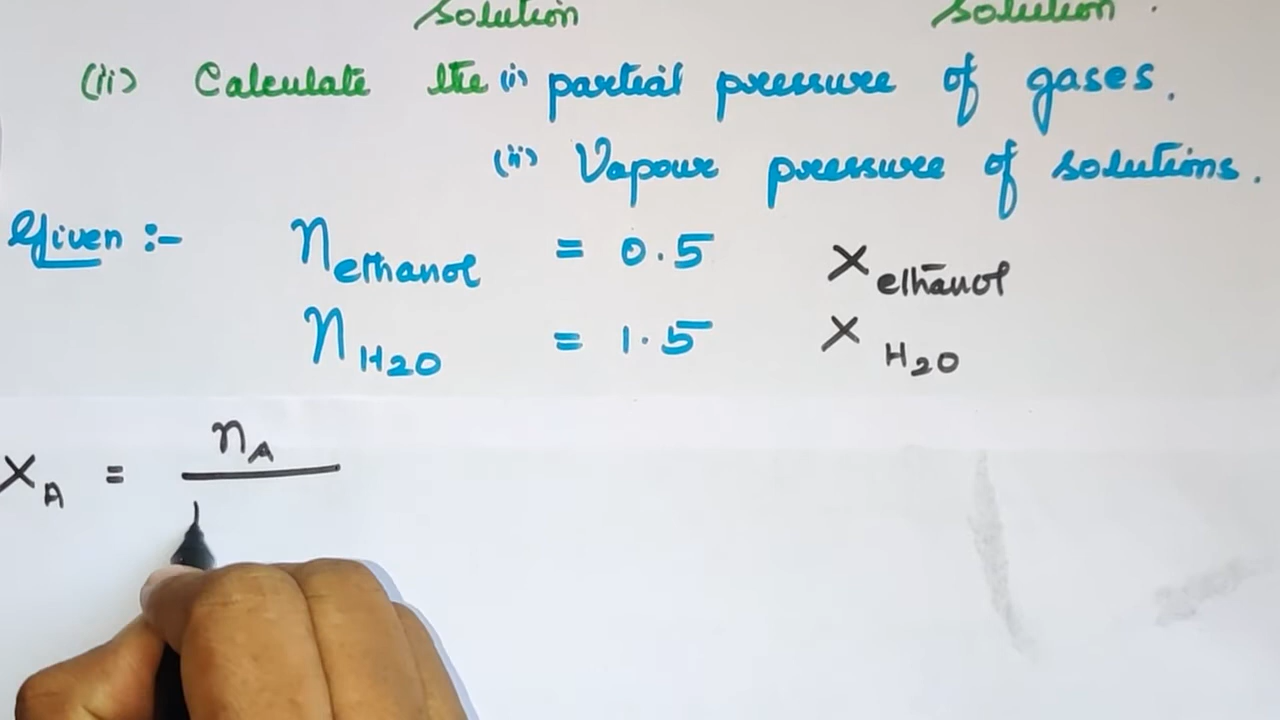 solution solution.
(ii) Calculate the (i) partial pressure of gases.
(ii) Vapour pressure of solutions.
Given :- n ethanol = 0.5 x ethanol
n H2O = 1.5 x H2O
n A
x A =